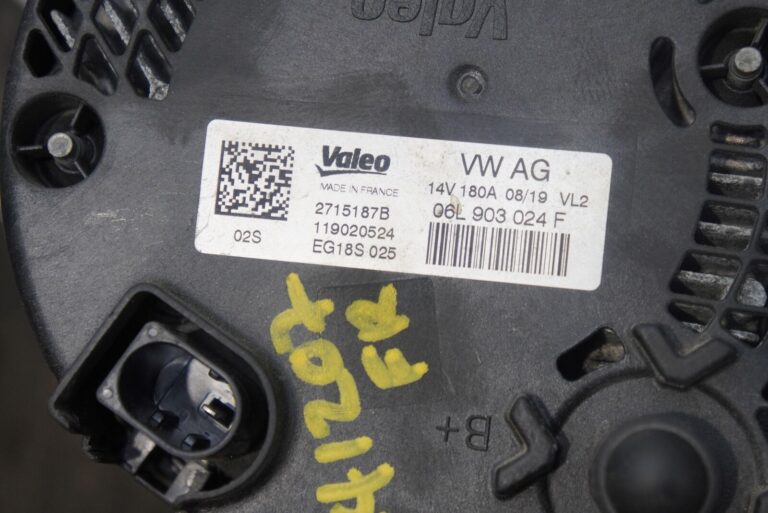 Valeo
Valeo
MADE IN FRANCE
2715187B
119020524
EG18S 025
02S
VW AG
14V 180A 08/19 VL2
06L 903 024 F
B+
FR